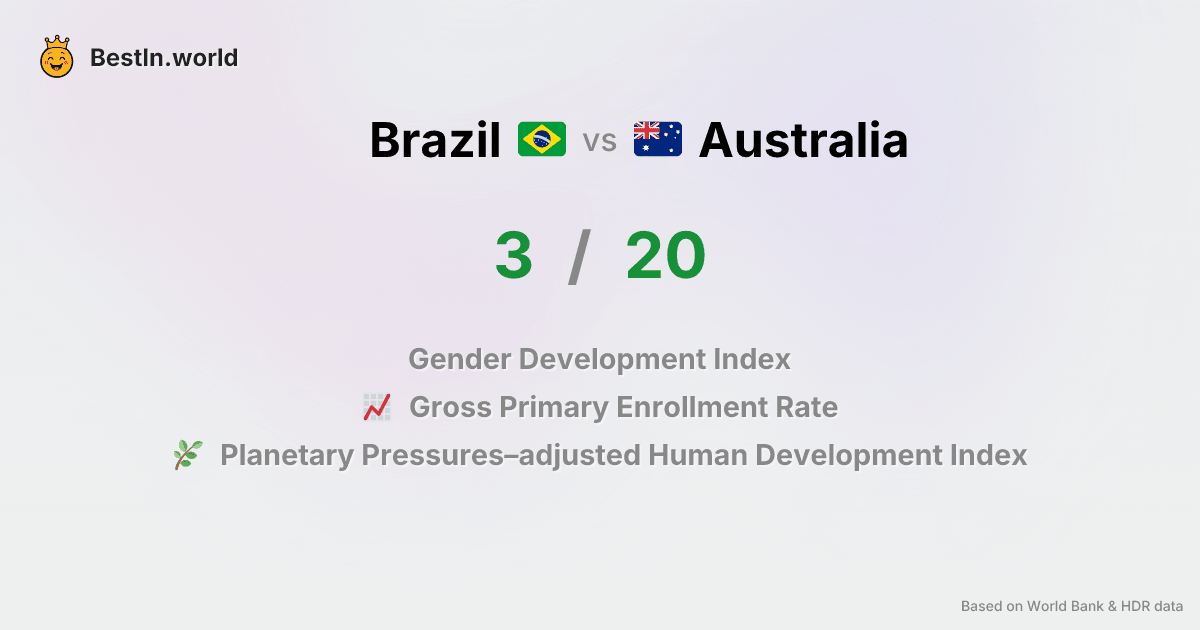 BestIn.world
Brazil vs Australia
3 / 20
Gender Development Index
Gross Primary Enrollment Rate
Planetary Pressures–adjusted Human Development Index
Based on World Bank & HDR data